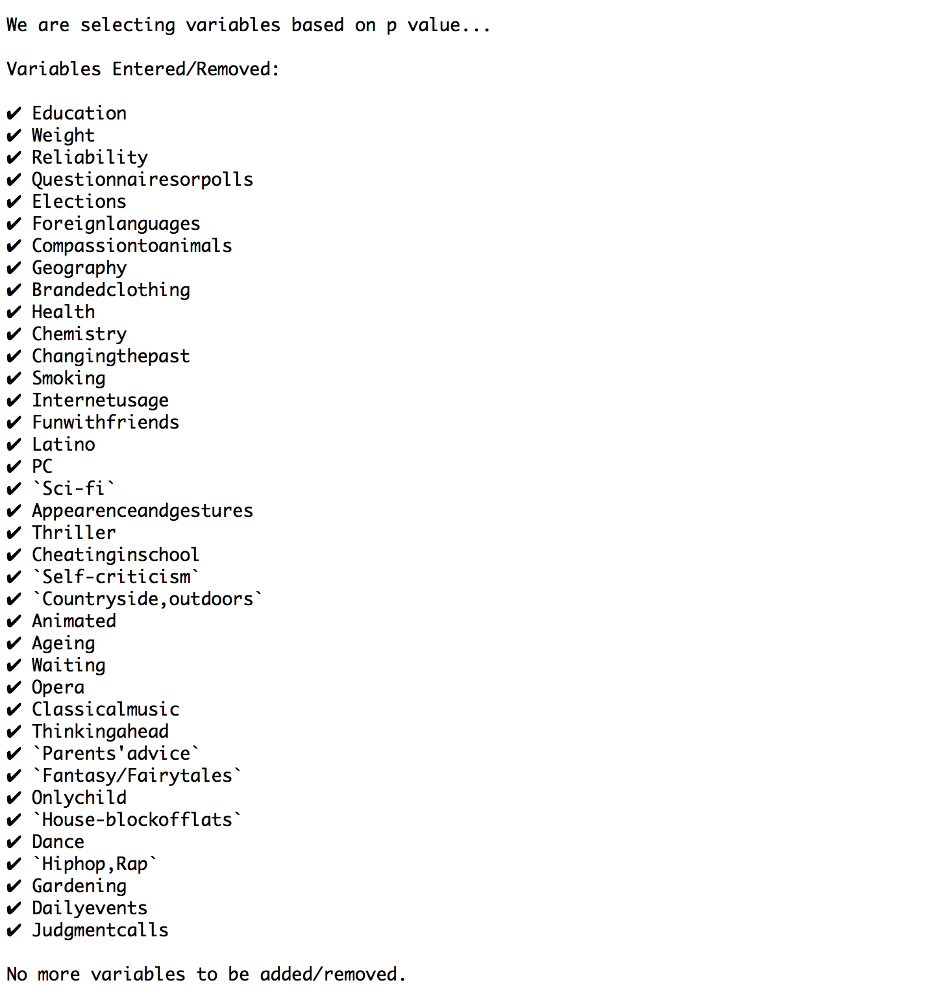 We are selecting variables based on p value...
Variables Entered/Removed:
✔ Education
✔ Weight
✔ Reliability
✔ Questionnairesorpolls
✔ Elections
✔ Foreignlanguages
✔ Compassiontoanimals
✔ Geography
✔ Brandedclothing
✔ Health
✔ Chemistry
✔ Changingthepast
✔ Smoking
✔ Internetusage
✔ Funwithfriends
✔ Latino
✔ PC
✔ `Sci-fi`
✔ Appearenceandgestures
✔ Thriller
✔ Cheatinginschool
✔ `Self-criticism`
✔ `Countryside,outdoors`
✔ Animated
✔ Ageing
✔ Waiting
✔ Opera
✔ Classicalmusic
✔ Thinkingahead
✔ `Parents'advice`
✔ `Fantasy/Fairytales`
✔ Onlychild
✔ `House-blockofflats`
✔ Dance
✔ `Hiphop,Rap`
✔ Gardening
✔ Dailyevents
✔ Judgmentcalls
No more variables to be added/removed.